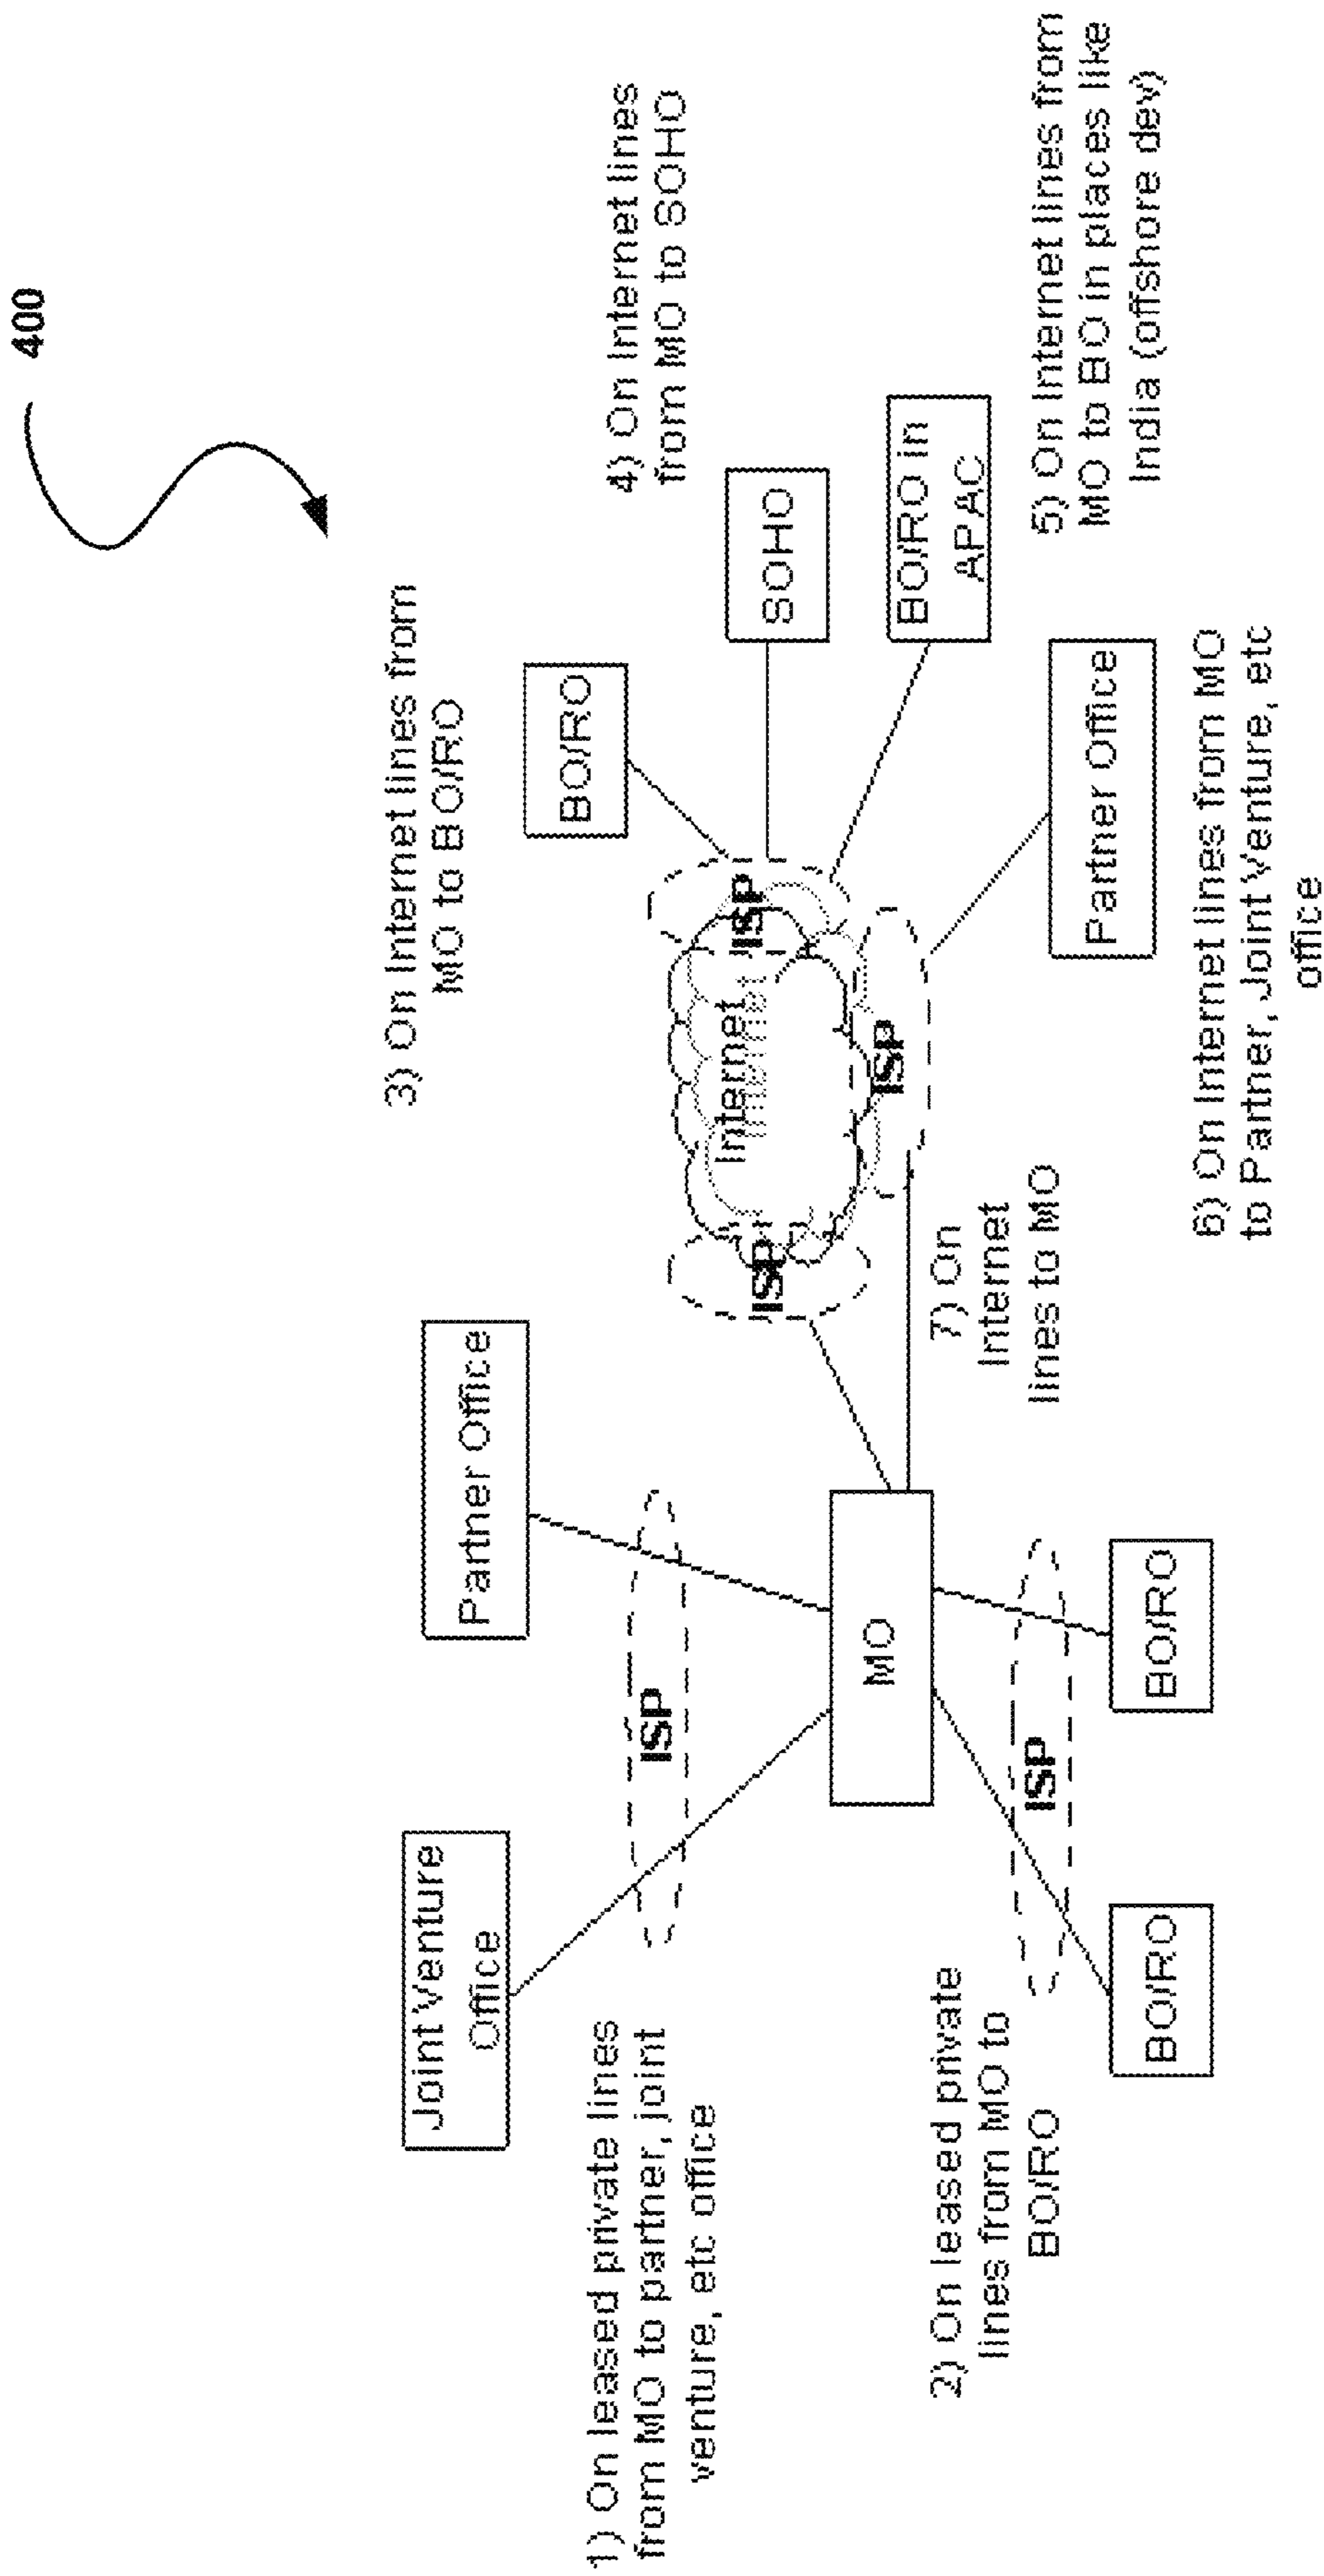 400
3) On Internet lines from
MO to BO/RO
4) On Internet lines
from MO to SOHO
Joint Venture
Office
Partner Office
BO/RO
1) On leased private lines
from MO to partner, joint
venture, etc office
ISP
ISP
Internet
Internet
ISP
SOHO
MO
ISP
BO/RO in
APAC
2) On leased private
lines from MO to
BO/RO
ISP
7) On
Internet
lines to MO
Partner Office
5) On Internet lines from
MO to BO in places like
India (offshore dev)
BO/RO
BO/RO
6) On Internet lines from MO
to Partner, Joint Venture, etc
office